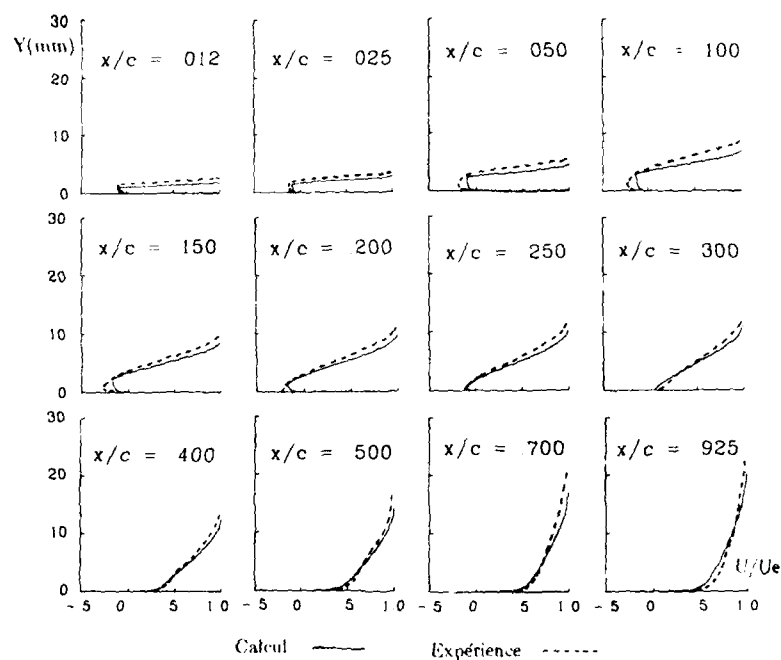 30
Y(mm)
20
10
0
x/c = 012
x/c = 025
x/c = 050
x/c = 100
30
20
10
0
x/c = 150
x/c = 200
x/c = 250
x/c = 300
30
20
10
0
x/c = 400
x/c = 500
x/c = 700
x/c = 925
U/Ue
-5 0 5 10
-5 0 5 10
-5 0 5 10
-5 0 5 10
Calcul
Expérience